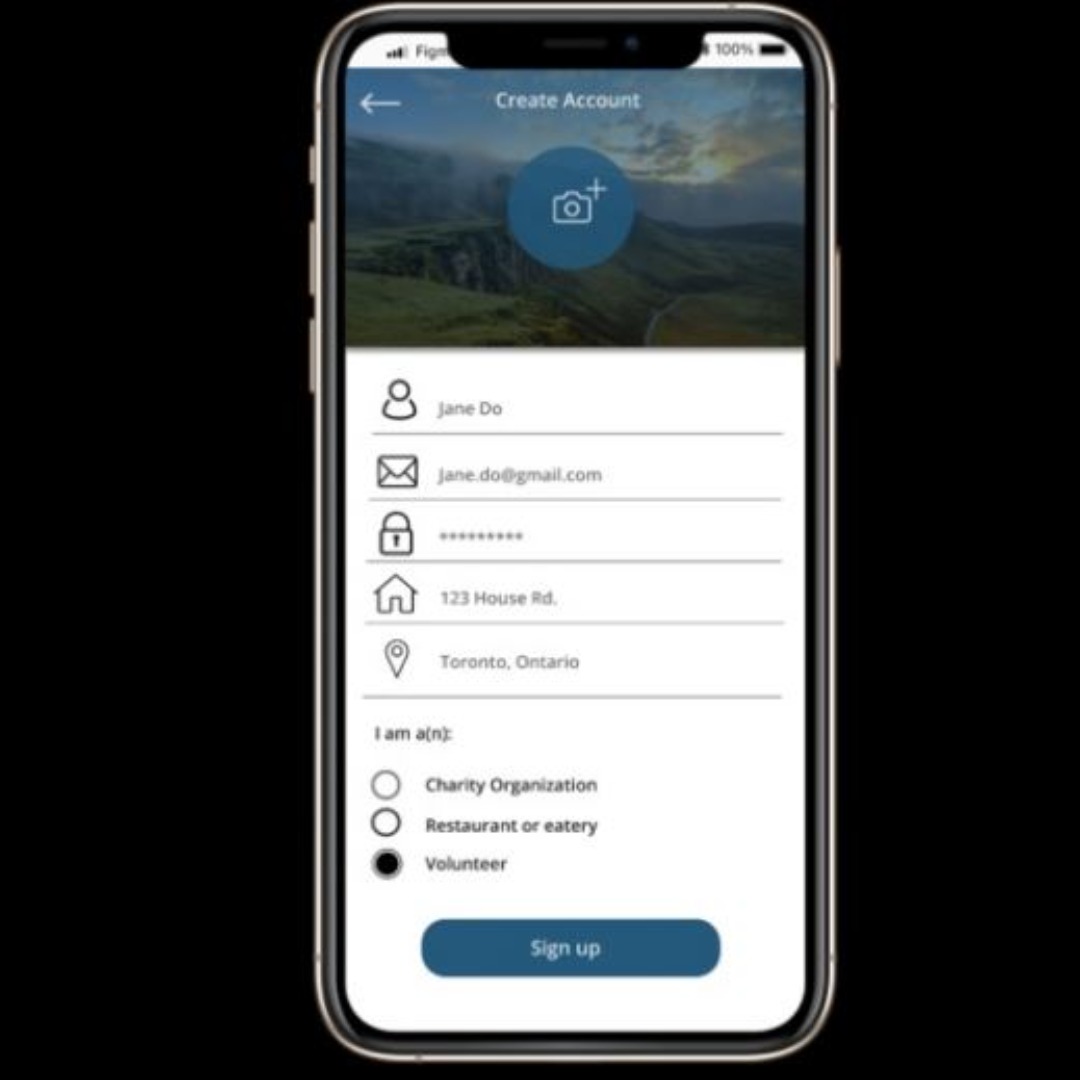 100%
Create Account
Jane Do
Jane.do@gmail.com
*********
123 House Rd.
Toronto, Ontario
I am a(n):
Charity Organization
Restaurant or eatery
Volunteer
Sign up